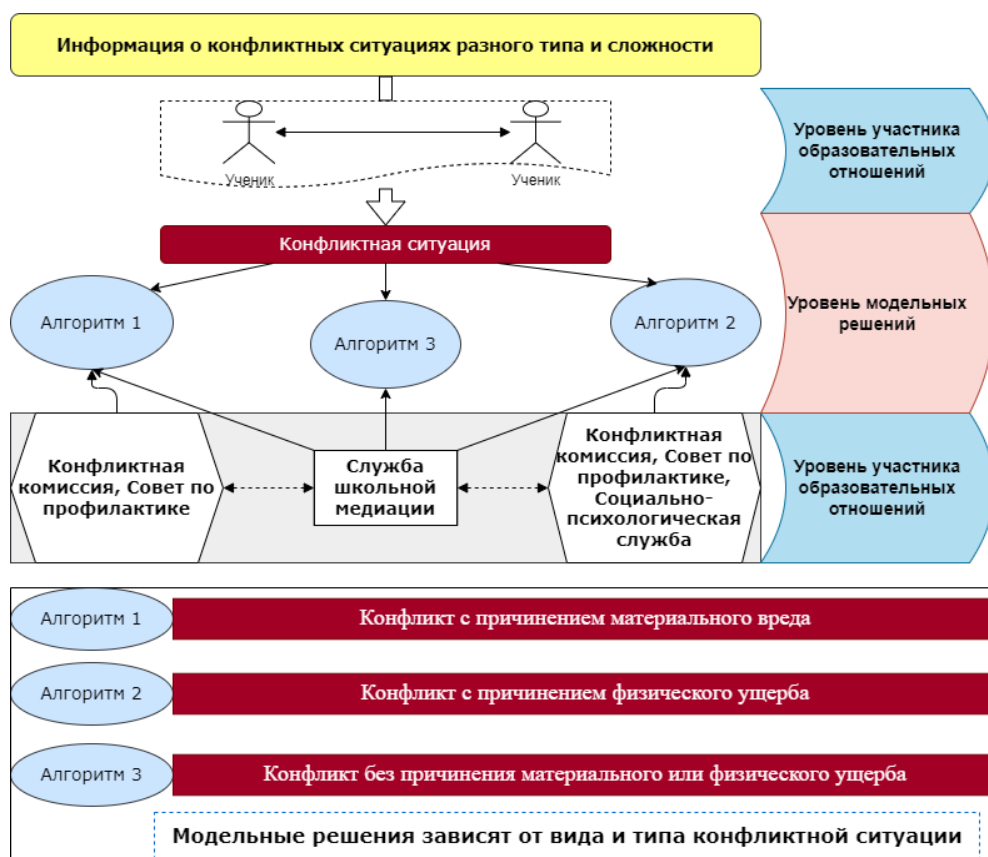 Информация о конфликтных ситуациях разного типа и сложности
Ученик
Ученик
Уровень участника
образовательных
отношений
Конфликтная ситуация
Алгоритм 1
Алгоритм 3
Алгоритм 2
Уровень модельных
решений
Конфликтная
комиссия, Совет по
профилактике
Служба
школьной
медиации
Конфликтная
комиссия, Совет по
профилактике,
Социально-
психологическая
служба
Уровень участника
образовательных
отношений
Алгоритм 1
Конфликт с причинением материального вреда
Алгоритм 2
Конфликт с причинением физического ущерба
Алгоритм 3
Конфликт без причинения материального или физического ущерба
Модельные решения зависят от вида и типа конфликтной ситуации